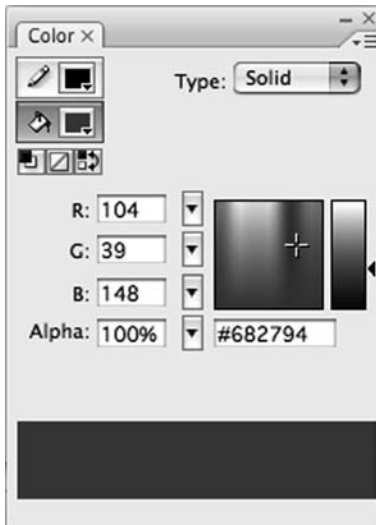 Color ×
Type: Solid
R: 104
G: 39
B: 148
Alpha: 100% #682794